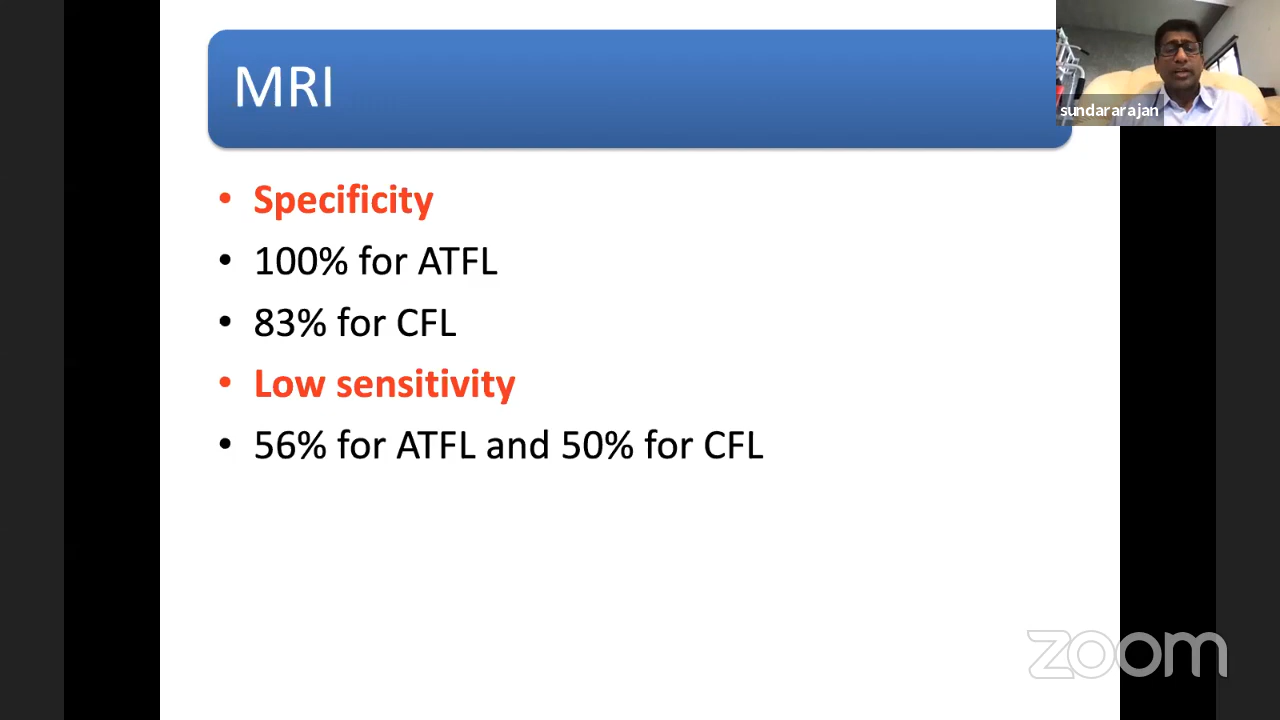 MRI
sundararajan
• Specificity
• 100% for ATFL
• 83% for CFL
• Low sensitivity
• 56% for ATFL and 50% for CFL
zoom